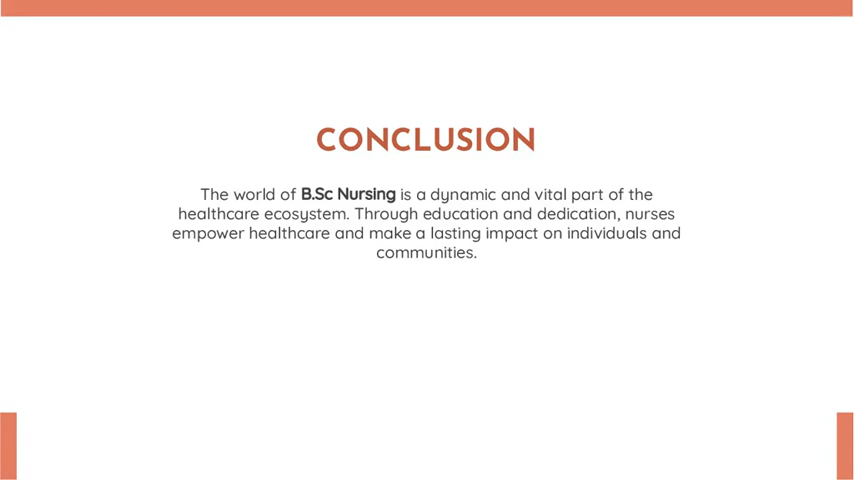 CONCLUSION
The world of B.Sc Nursing is a dynamic and vital part of the
healthcare ecosystem. Through education and dedication, nurses
empower healthcare and make a lasting impact on individuals and
communities.